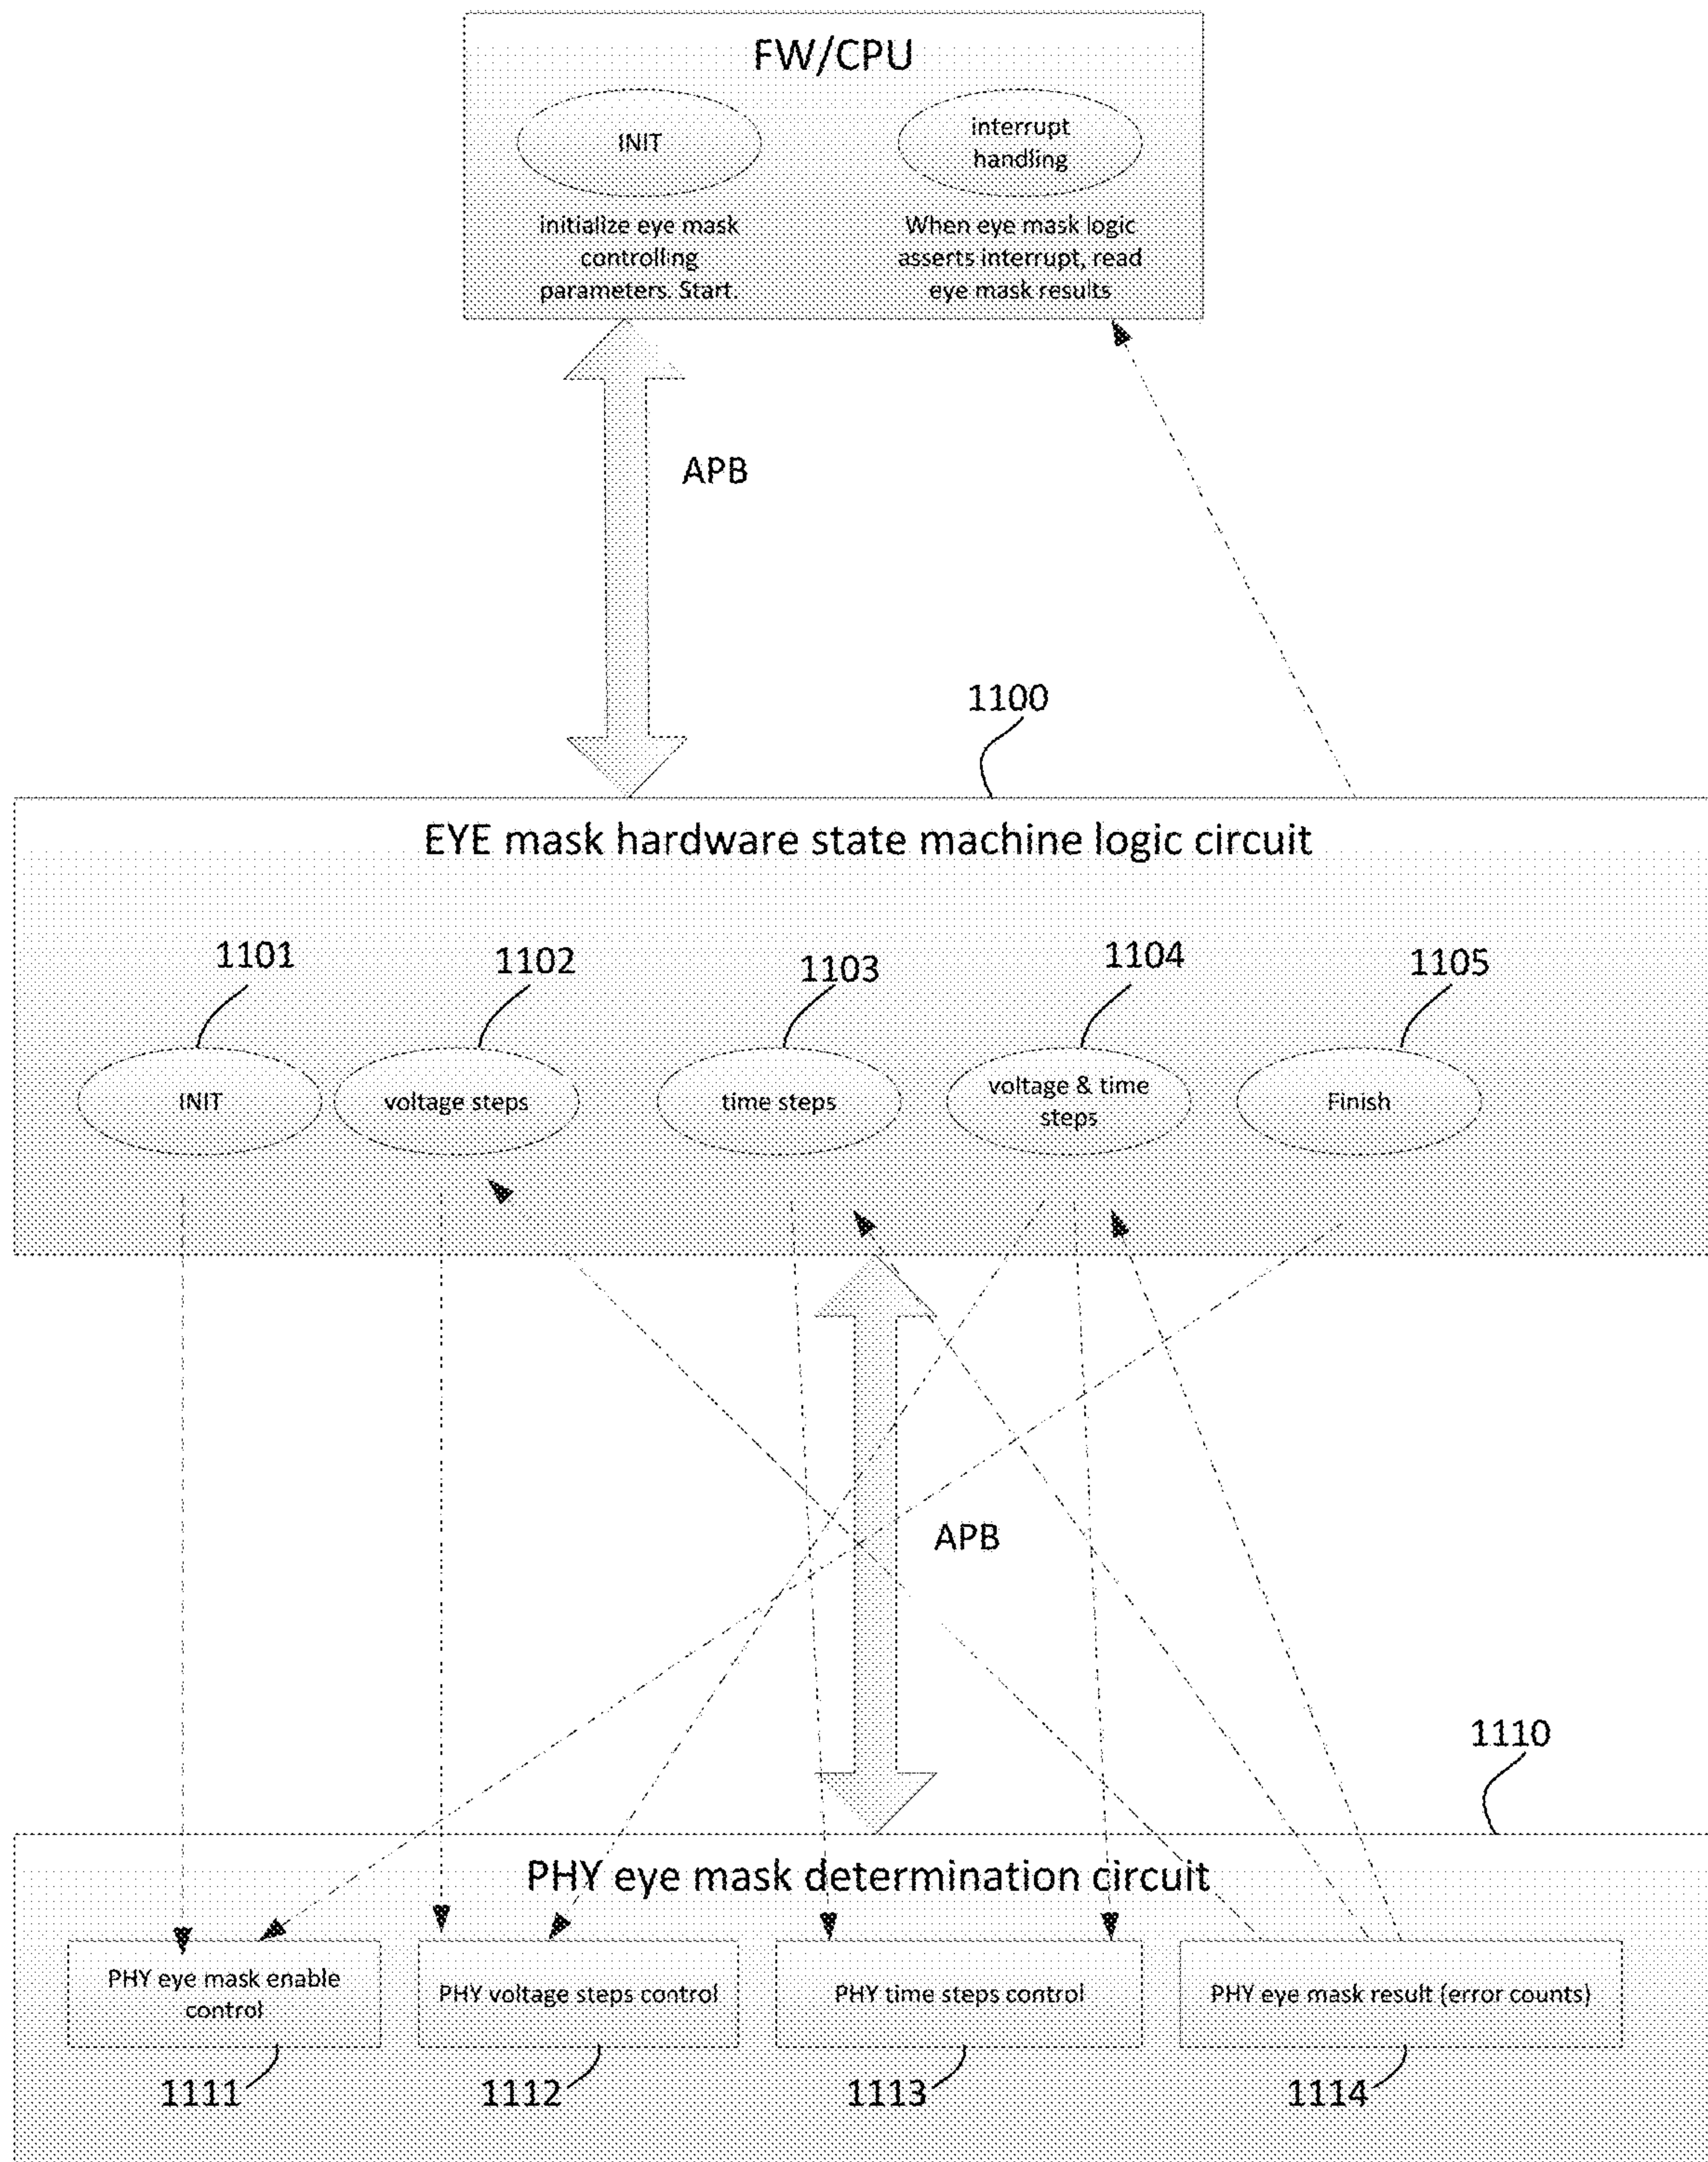 FW/CPU
INIT
interrupt
handling
initialize eye mask
controlling
parameters. Start.
When eye mask logic
asserts interrupt, read
eye mask results
APB
1100
EYE mask hardware state machine logic circuit
1101
1102
1103
1104
1105
INIT
voltage steps
time steps
voltage & time
steps
Finish
APB
1110
PHY eye mask determination circuit
PHY eye mask enable
control
PHY voltage steps control
PHY time steps control
PHY eye mask result (error counts)
1111
1112
1113
1114